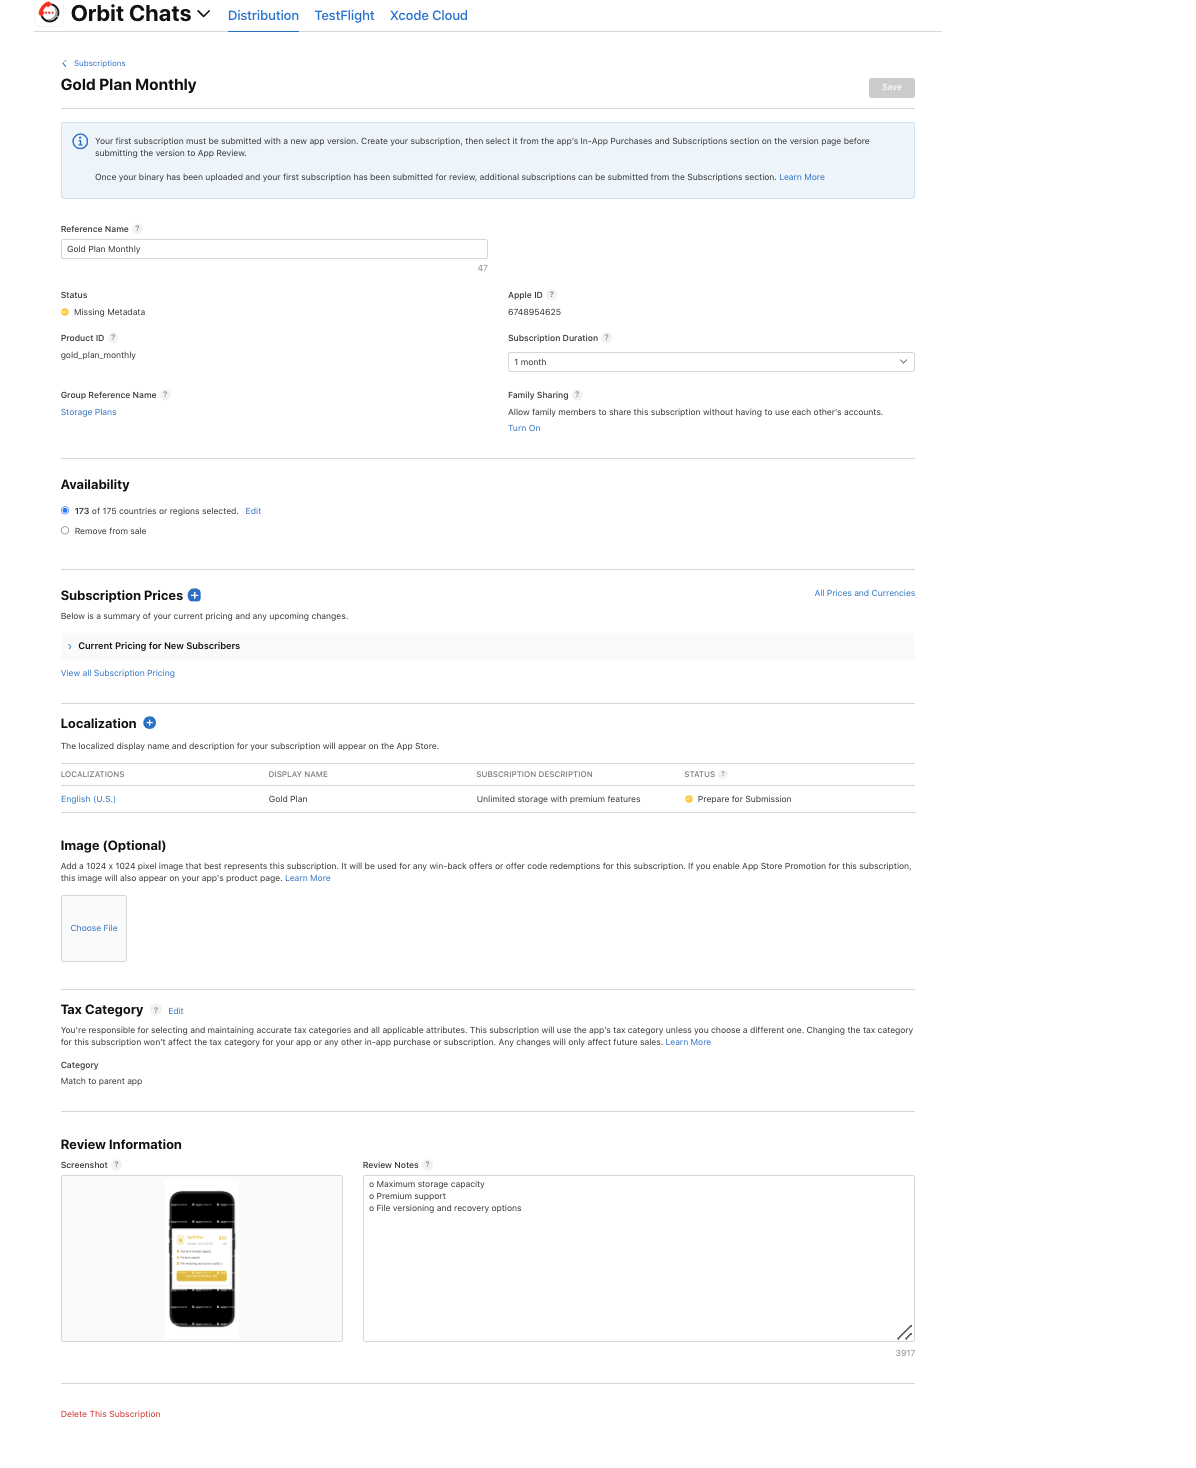 Orbit Chats
Distribution
TestFlight
Xcode Cloud
Subscriptions
Gold Plan Monthly
Save
Your first subscription must be submitted with a new app version. Create your subscription, then select it from the app's In-App Purchases and Subscriptions section on the version page before
submitting the version to App Review.
Once your binary has been uploaded and your first subscription has been submitted for review, additional subscriptions can be submitted from the Subscriptions section. Learn More
Reference Name ?
Gold Plan Monthly
47
Status
Missing Metadata
Apple ID ?
6748954625
Product ID ?
gold_plan_monthly
Subscription Duration ?
1 month
Group Reference Name ?
Storage Plans
Family Sharing ?
Allow family members to share this subscription without having to use each other's accounts.
Turn On
Availability
173 of 175 countries or regions selected. Edit
Remove from sale
Subscription Prices
All Prices and Currencies
Below is a summary of your current pricing and any upcoming changes.
Current Pricing for New Subscribers
View all Subscription Pricing
Localization
The localized display name and description for your subscription will appear on the App Store.
LOCALIZATIONS DISPLAY NAME SUBSCRIPTION DESCRIPTION STATUS ?
English (U.S.) Gold Plan Unlimited storage with premium features Prepare for Submission
Image (Optional)
Add a 1024 x 1024 pixel image that best represents this subscription. It will be used for any win-back offers or offer code redemptions for this subscription. If you enable App Store Promotion for this subscription,
this image will also appear on your app's product page. Learn More
Choose File
Tax Category ? Edit
You're responsible for selecting and maintaining accurate tax categories and all applicable attributes. This subscription will use the app's tax category unless you choose a different one. Changing the tax category
for this subscription won't affect the tax category for your app or any other in-app purchase or subscription. Any changes will only affect future sales. Learn More
Category
Match to parent app
Review Information
Screenshot ?
Review Notes ?
o Maximum storage capacity
o Premium support
o File versioning and recovery options
3917
Delete This Subscription